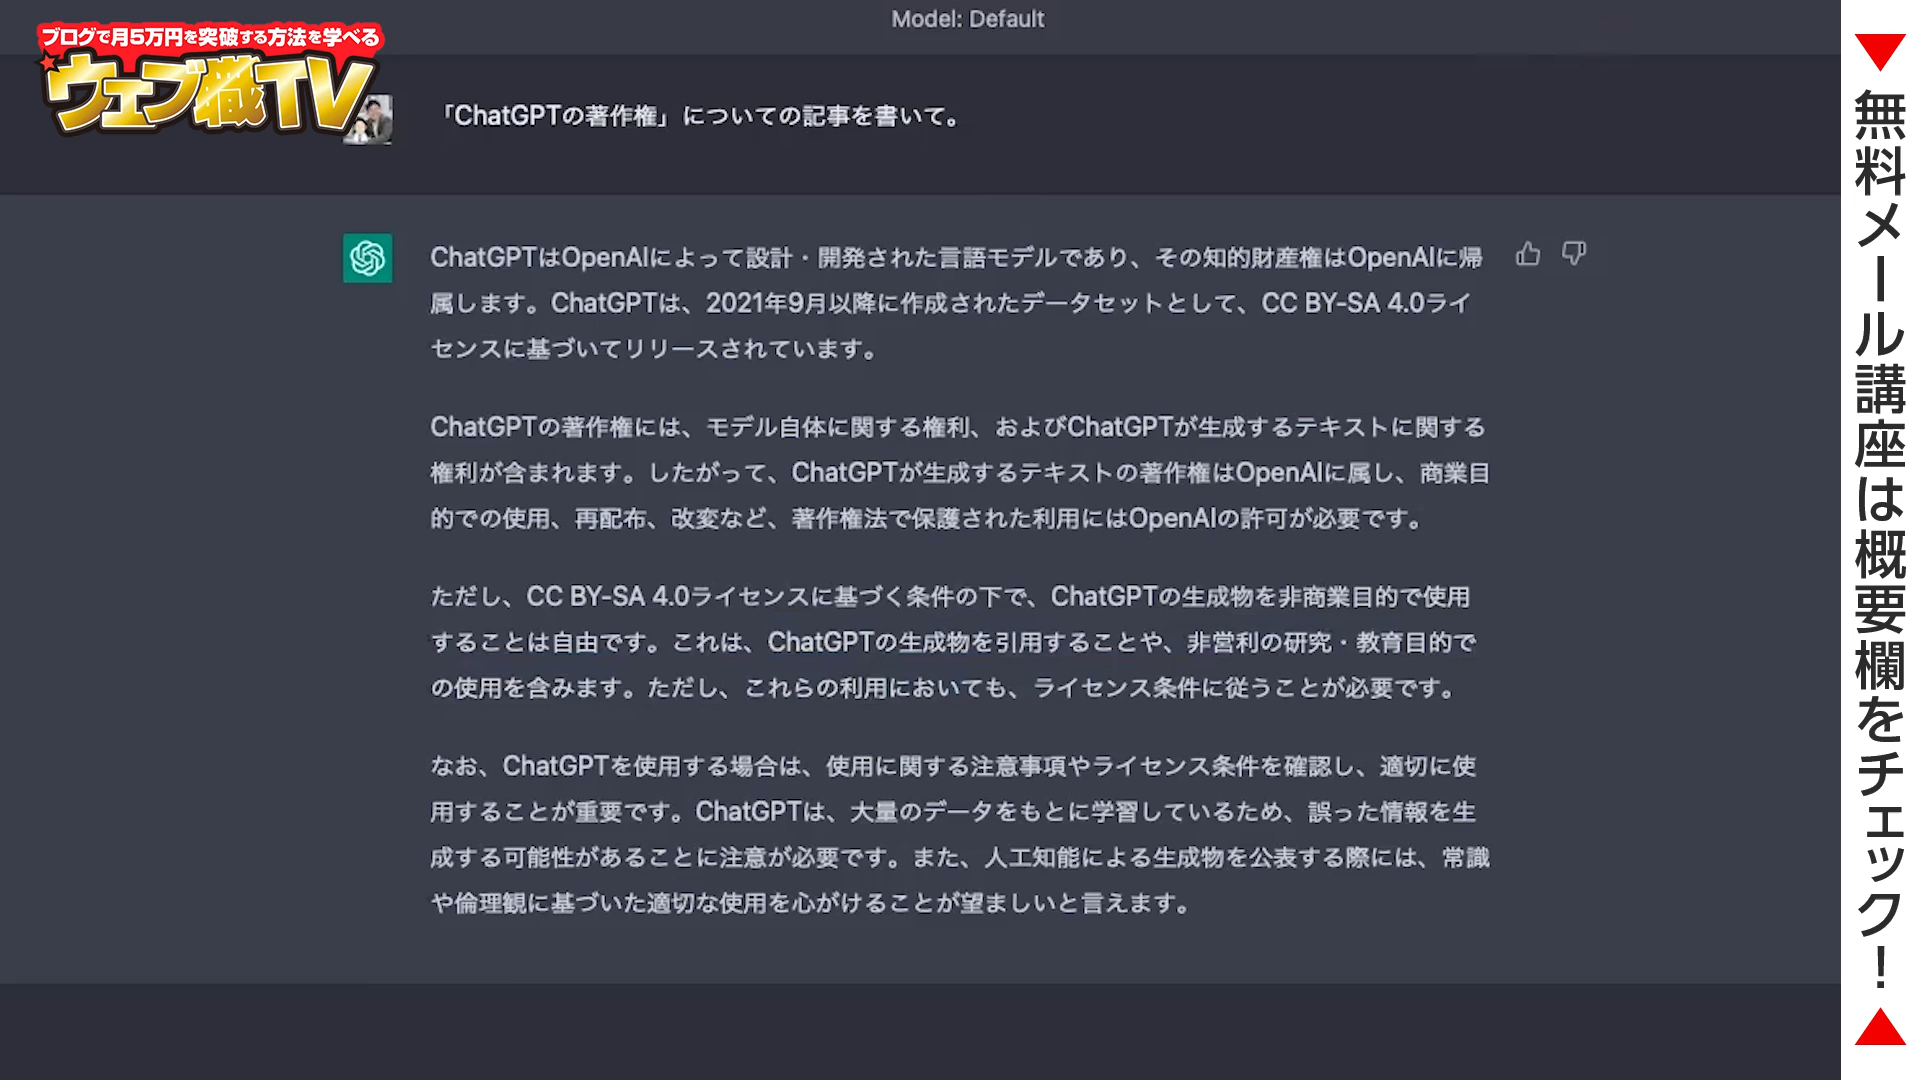 Model: Default
ブログで月5万円を突破する方法を学べる
ウェブ職TV
「ChatGPTの著作権」についての記事を書いて。
ChatGPTはOpenAIによって設計・開発された言語モデルであり、その知的財産権はOpenAIに帰
属します。ChatGPTは、2021年9月以降に作成されたデータセットとして、CC BY-SA 4.0ライ
センスに基づいてリリースされています。
ChatGPTの著作権には、モデル自体に関する権利、およびChatGPTが生成するテキストに関する
権利が含まれます。したがって、ChatGPTが生成するテキストの著作権はOpenAIに属し、商業目
的での使用、再配布、改変など、著作権法で保護された利用にはOpenAIの許可が必要です。
ただし、CC BY-SA 4.0ライセンスに基づく条件の下で、ChatGPTの生成物を非商業目的で使用
することは自由です。これは、ChatGPTの生成物を引用することや、非営利の研究・教育目的で
の使用を含みます。ただし、これらの利用においても、ライセンス条件に従うことが必要です。
なお、ChatGPTを使用する場合は、使用に関する注意事項やライセンス条件を確認し、適切に使
用することが重要です。ChatGPTは、大量のデータをもとに学習しているため、誤った情報を生
成する可能性があることに注意が必要です。また、人工知能による生成物を公表する際には、常識
や倫理観に基づいた適切な使用を心がけることが望ましいと言えます。
無料メール講座は概要欄をチェック！